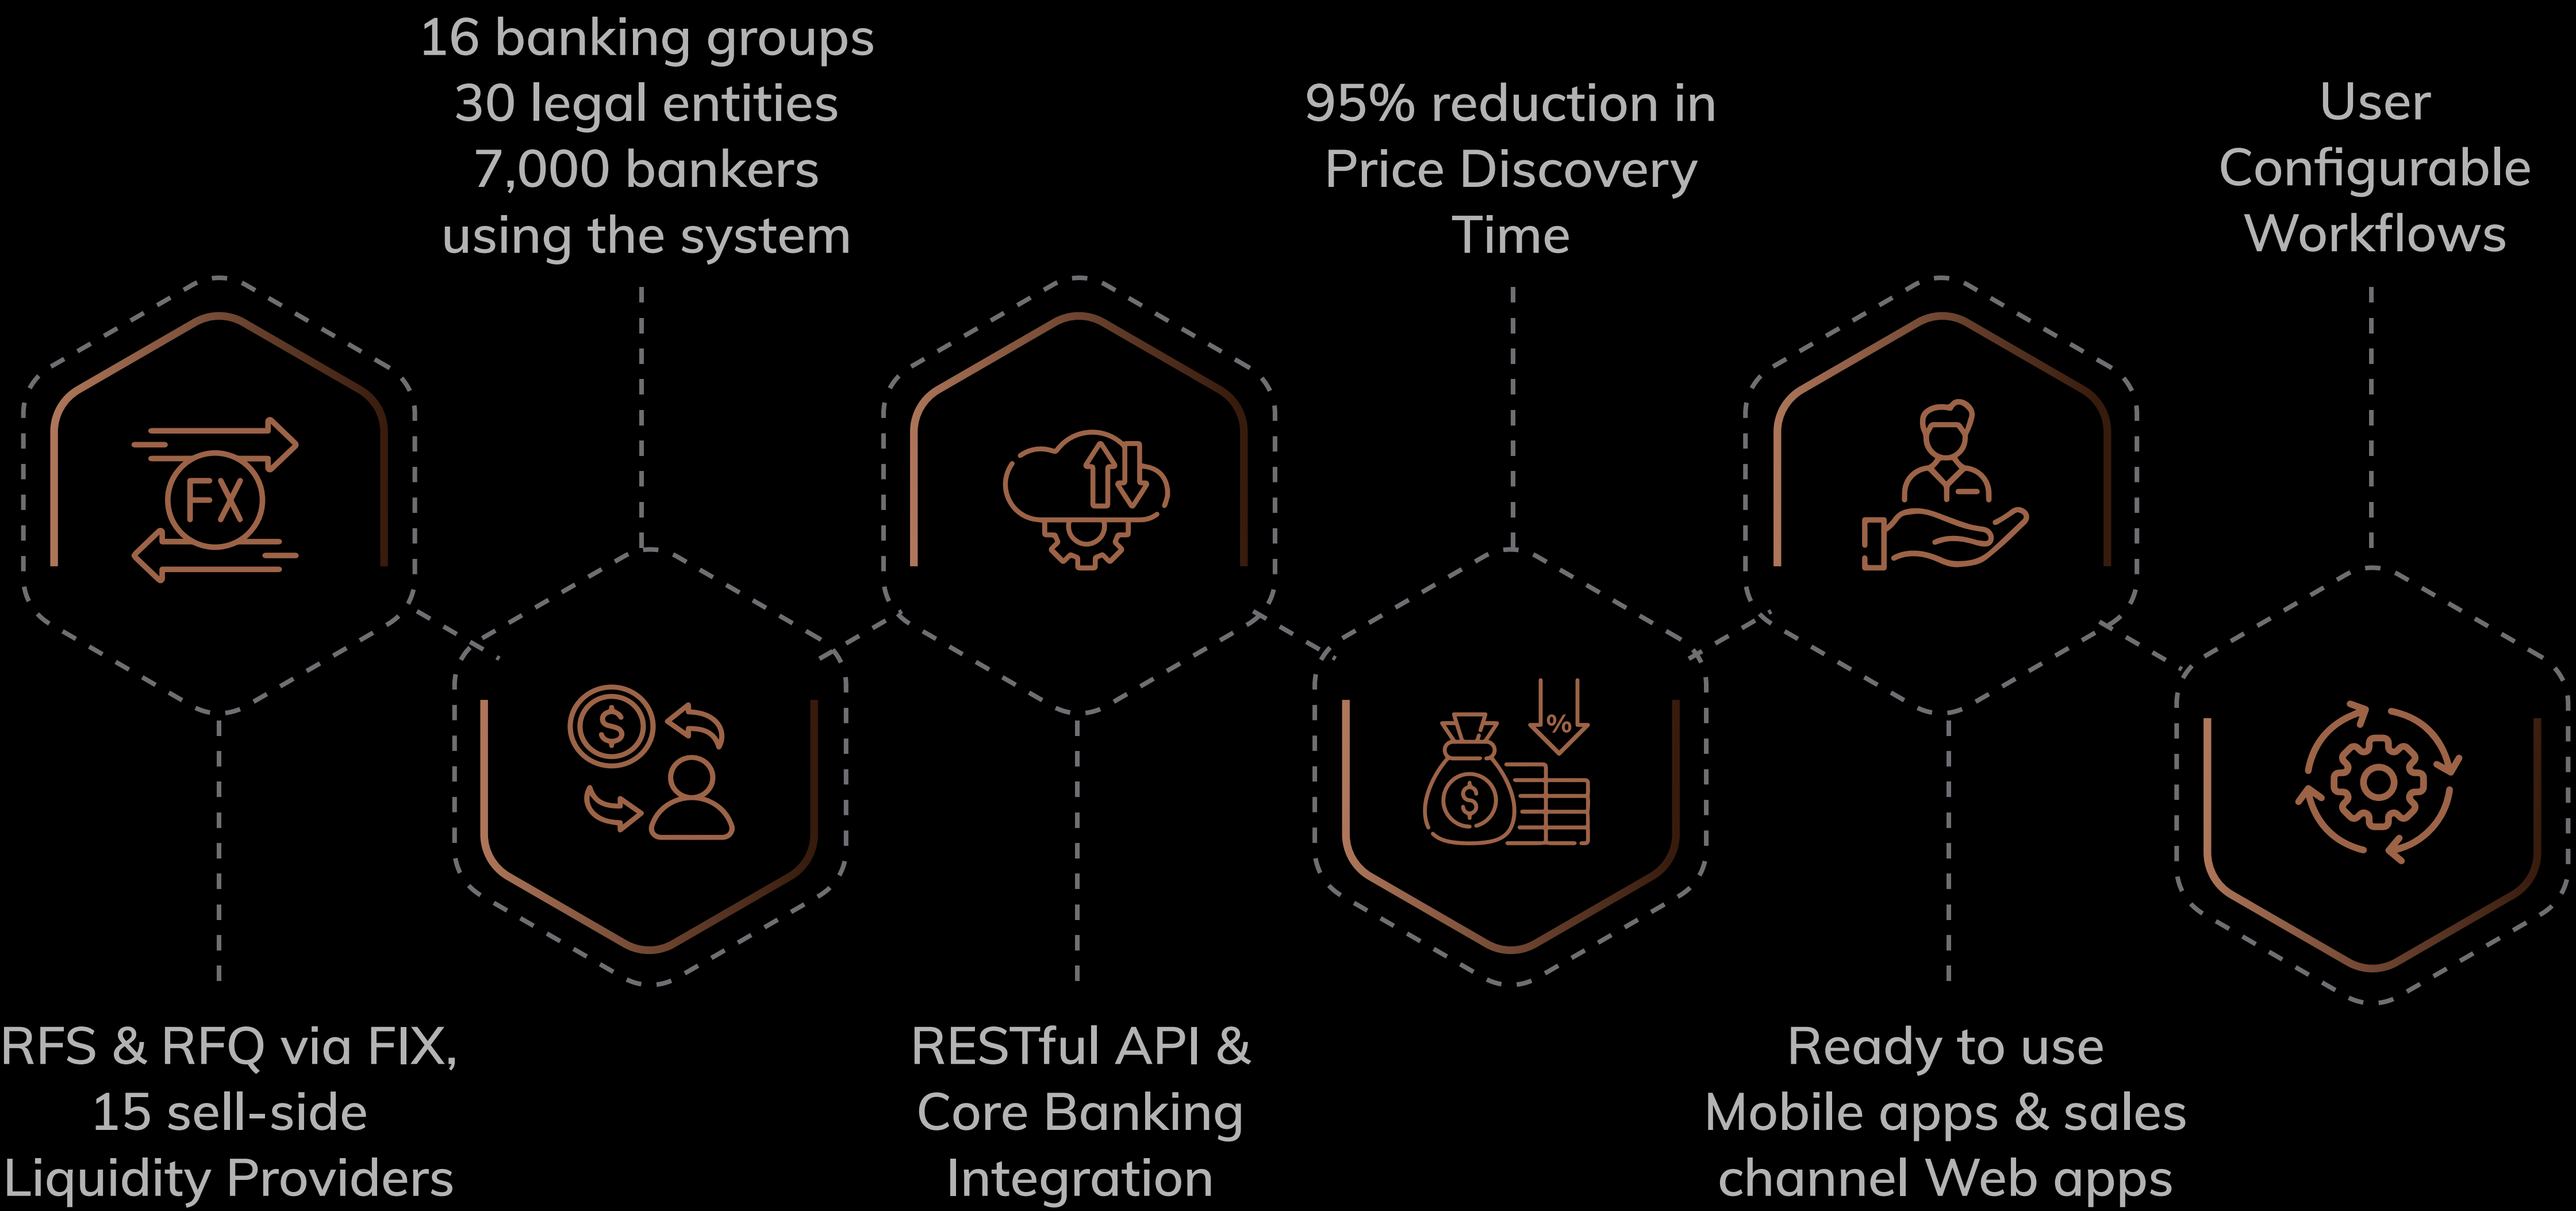 16 banking groups
30 legal entities
7,000 bankers
using the system
95% reduction in
Price Discovery
Time
User
Configurable
Workflows
FX
$
%
$
RFS & RFQ via FIX,
15 sell-side
Liquidity Providers
RESTful API &
Core Banking
Integration
Ready to use
Mobile apps & sales
channel Web apps